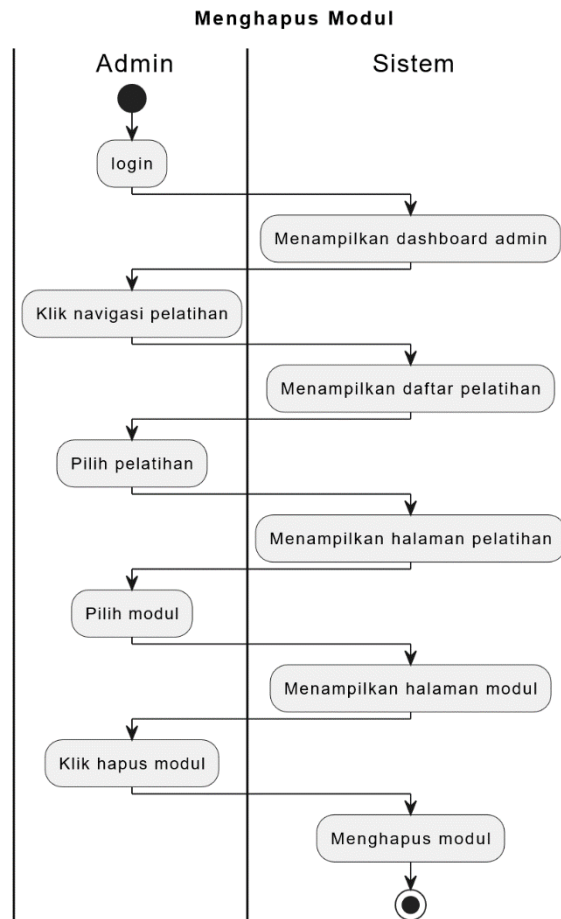 Menghapus Modul
Admin
Sistem
login
Menampilkan dashboard admin
Klik navigasi pelatihan
Menampilkan daftar pelatihan
Pilih pelatihan
Menampilkan halaman pelatihan
Pilih modul
Menampilkan halaman modul
Klik hapus modul
Menghapus modul